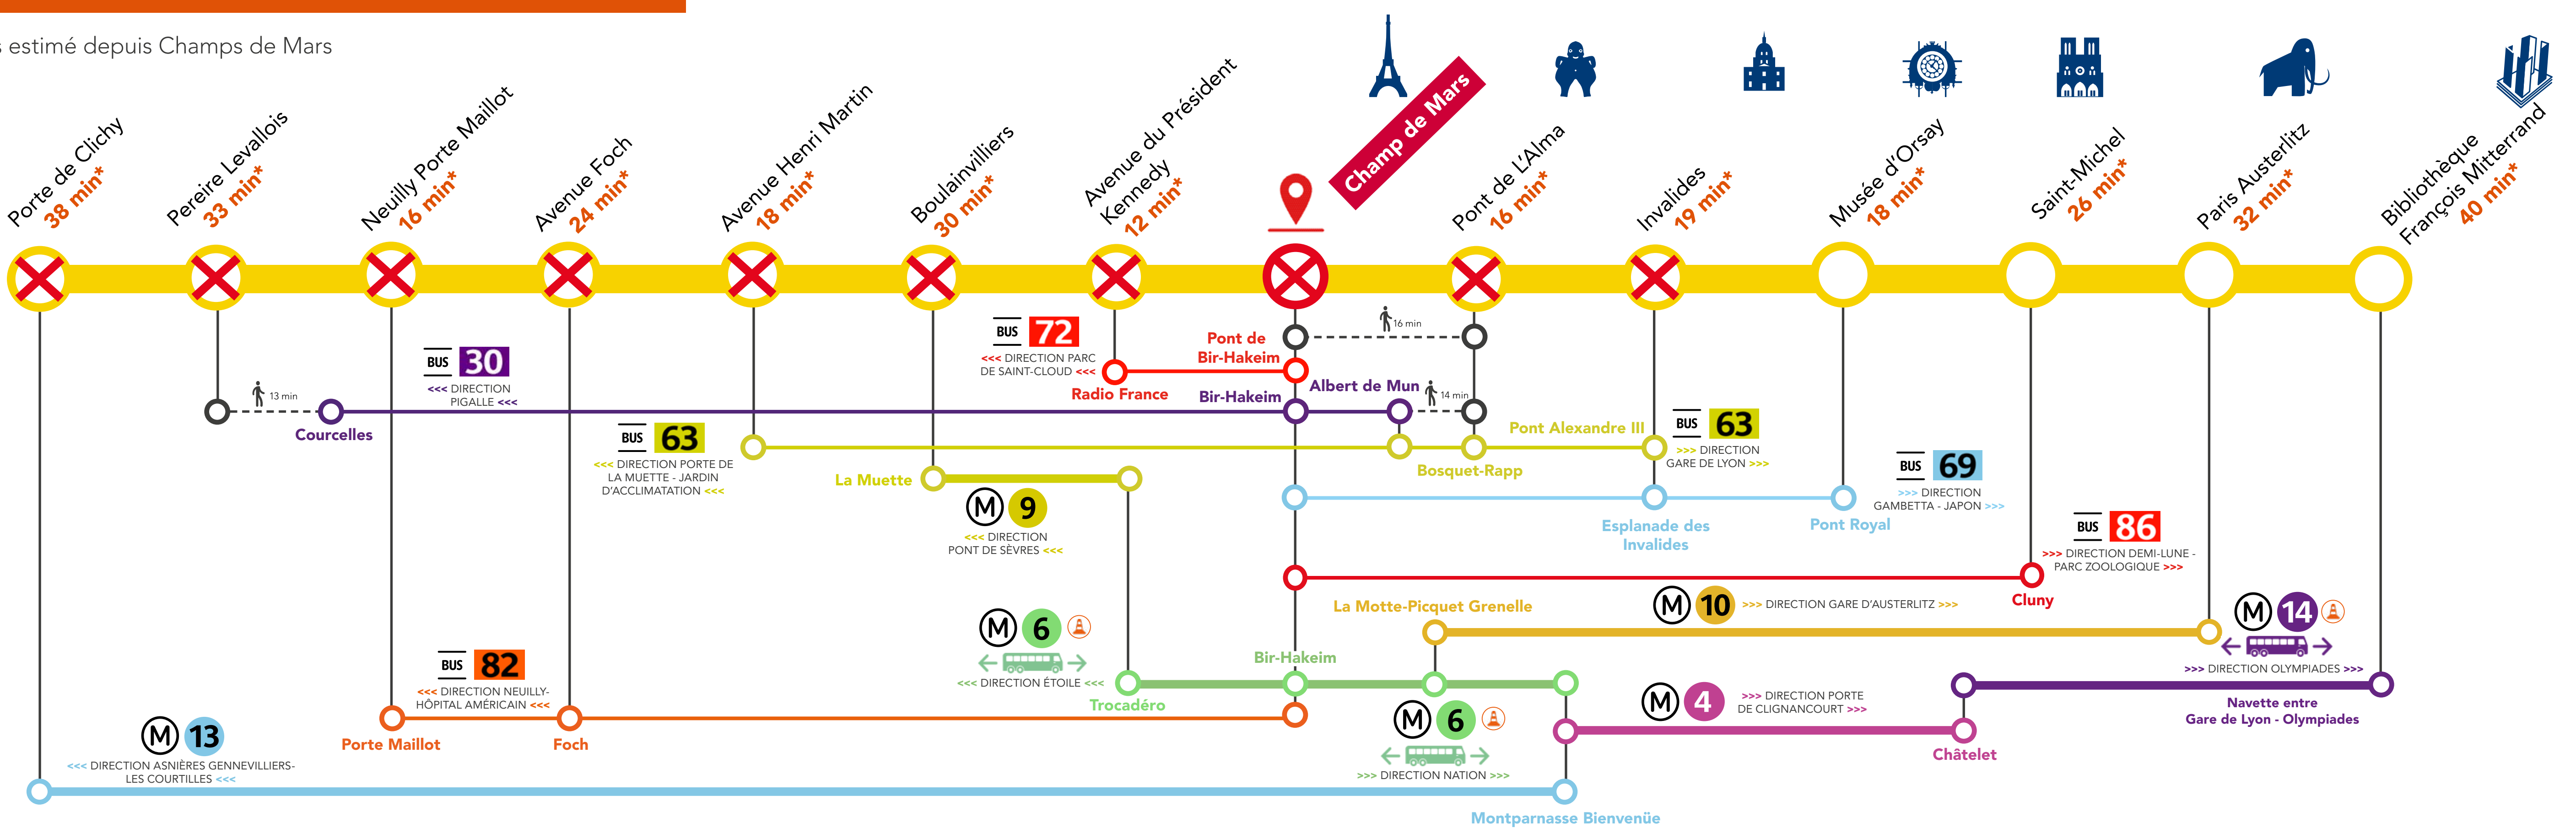 s estimé depuis Champs de Mars
Porte de Clichy
38 min*
Pereire Levallois
33 min*
Neuilly Porte Maillot
16 min*
Avenue Foch
24 min*
Avenue Henri Martin
18 min*
Boulainvilliers
30 min*
Avenue du Président
Kennedy
12 min*
Champ de Mars
Pont de L'Alma
16 min*
Invalides
19 min*
Musée d'Orsay
18 min*
Saint-Michel
26 min*
Paris Austerlitz
32 min*
Bibliothèque
François Mitterrand
40 min*
BUS 72
<<< DIRECTION PARC
DE SAINT-CLOUD <<<
Radio France
Pont de
Bir-Hakeim
16 min
BUS 30
<<< DIRECTION
PIGALLE <<<
13 min
Courcelles
Bir-Hakeim
Albert de Mun
14 min
BUS 63
<<< DIRECTION PORTE DE
LA MUETTE - JARDIN
D'ACCLIMATATION <<<
Pont Alexandre III
Bosquet-Rapp
BUS 63
>>> DIRECTION
GARE DE LYON >>>
La Muette
M 9
<<< DIRECTION
PONT DE SÈVRES <<<
BUS 69
>>> DIRECTION
GAMBETTA - JAPON >>>
Esplanade des
Invalides
Pont Royal
BUS 86
>>> DIRECTION DEMI-LUNE -
PARC ZOOLOGIQUE >>>
Cluny
La Motte-Picquet Grenelle
M 10 >>> DIRECTION GARE D'AUSTERLITZ >>>
M 14
>>> DIRECTION OLYMPIADES >>>
Navette entre
Gare de Lyon - Olympiades
M 6
<<< DIRECTION ÉTOILE <<<
Trocadéro
Bir-Hakeim
BUS 82
<<< DIRECTION NEUILLY-
HÔPITAL AMÉRICAIN <<<
Porte Maillot
Foch
M 6
>>> DIRECTION NATION >>>
M 4
>>> DIRECTION PORTE
DE CLIGNANCOURT >>>
Châtelet
M 13
<<< DIRECTION ASNIÈRES GENNEVILLIERS-
LES COURTILLES <<<
Montparnasse Bienvenüe